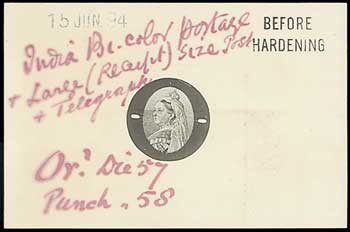 15 JUN. 94
BEFORE
HARDENING
India Bi-color Postage
+ Large (Receipt) Size Post
+ Telegraph
Or.? Die 57
Punch . 58